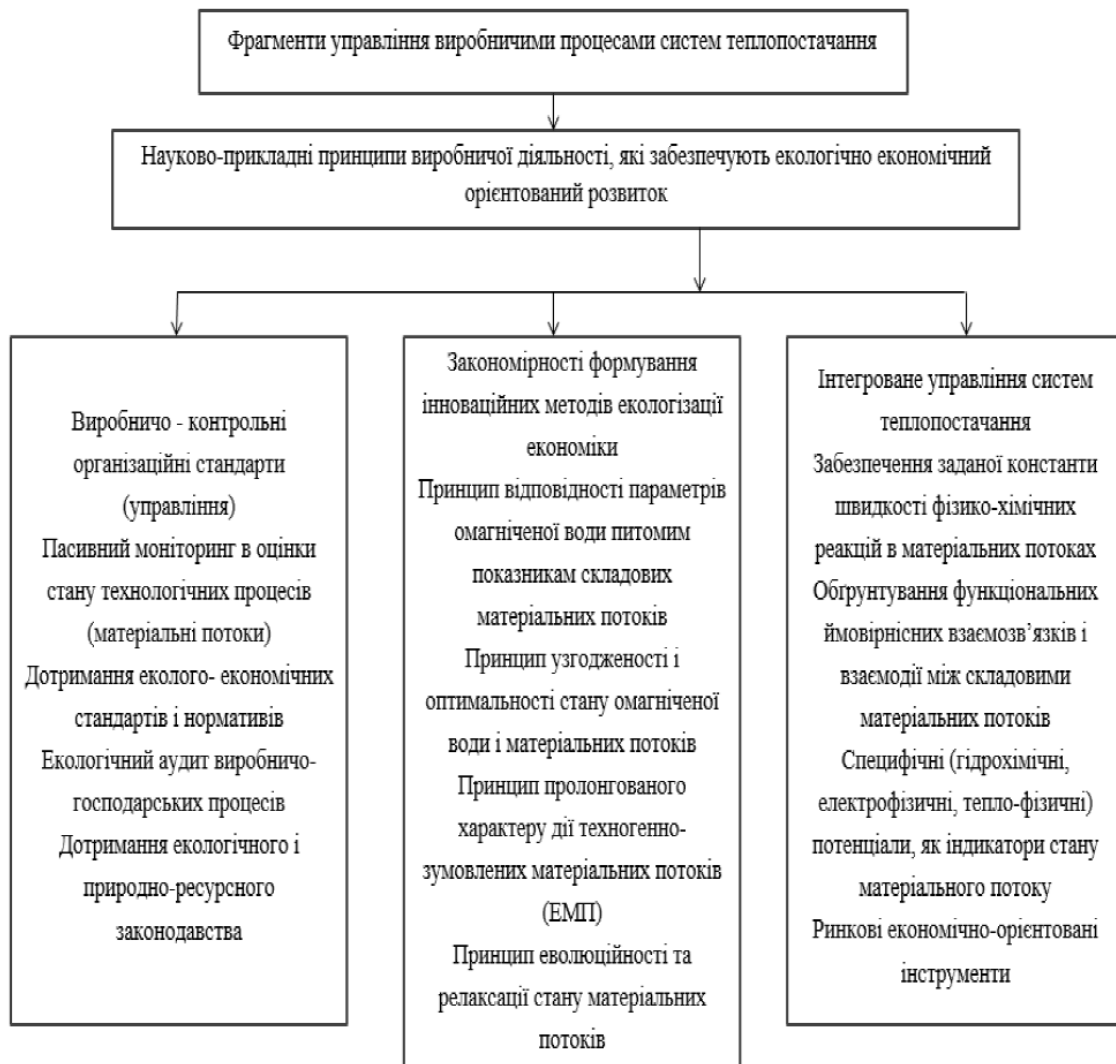 Фрагменти управління виробничими процесами систем теплопостачання
Науково-прикладні принципи виробничої діяльності, які забезпечують екологічно економічний
орієнтований розвиток
Виробничо - контрольні
організаційні стандарти
(управління)
Пасивний моніторинг в оцінки
стану технологічних процесів
(матеріальні потоки)
Дотримання еколого- економічних
стандартів і нормативів
Екологічний аудит виробничо-
господарських процесів
Дотримання екологічного і
природно-ресурсного
законодавства
Закономірності формування
інноваційних методів екологізації
економіки
Принцип відповідності параметрів
омагніченої води питомим
показникам складових
матеріальних потоків
Принцип узгодженості і
оптимальності стану омагніченої
води і матеріальних потоків
Принцип пролонгованого
характеру дії техногенно-
зумовлених матеріальних потоків
(ЕМП)
Принцип еволюційності та
релаксації стану матеріальних
потоків
Інтегроване управління систем
теплопостачання
Забезпечення заданої константи
швидкості фізико-хімічних
реакцій в матеріальних потоках
Обґрунтування функціональних
ймовірнісних взаємозв’язків і
взаємодії між складовими
матеріальних потоків
Специфічні (гідрохімічні,
електрофізичні, тепло-фізичні)
потенціали, як індикатори стану
матеріального потоку
Ринкові економічно-орієнтовані
інструменти